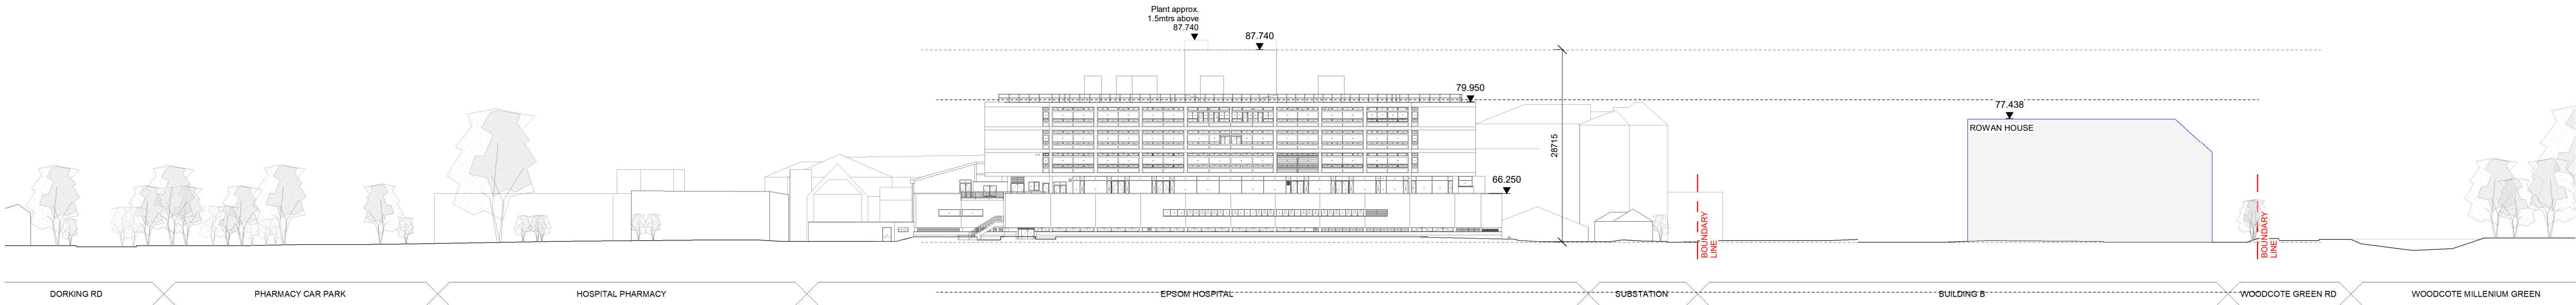 Plant approx.
1.5mtrs above
87.740
87.740
79.950
77.438
ROWAN HOUSE
28715
66.250
BOUNDARY
LINE
BOUNDARY
LINE
DORKING RD
PHARMACY CAR PARK
HOSPITAL PHARMACY
EPSOM HOSPITAL
SUBSTATION
BUILDING B
WOODCOTE GREEN RD
WOODCOTE MILLENIUM GREEN